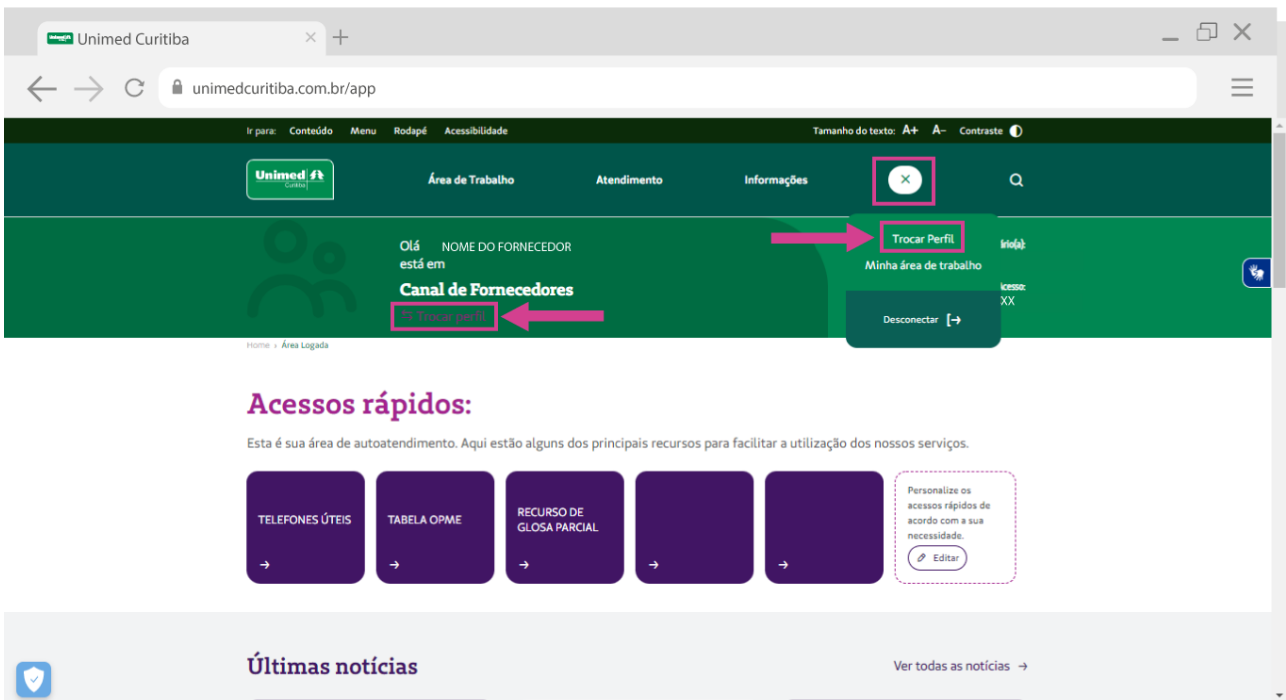 Unimed Curitiba
unimedcuritiba.com.br/app
Ir para: Conteúdo Menu Rodapé Acessibilidade
Tamanho do texto: A+ A- Contraste
Unimed
Curitiba
Área de Trabalho
Atendimento
Informações
Olá NOME DO FORNECEDOR
está em
Canal de Fornecedores
Trocar perfil
Trocar Perfil
Minha área de trabalho
Desconectar
ário(a):
acesso:
XX
Home › Área Logada
Acessos rápidos:
Esta é sua área de autoatendimento. Aqui estão alguns dos principais recursos para facilitar a utilização dos nossos serviços.
TELEFONES ÚTEIS
TABELA OPME
RECURSO DE
GLOSA PARCIAL
Personalize os
acessos rápidos de
acordo com a sua
necessidade.
Editar
Últimas notícias
Ver todas as notícias →